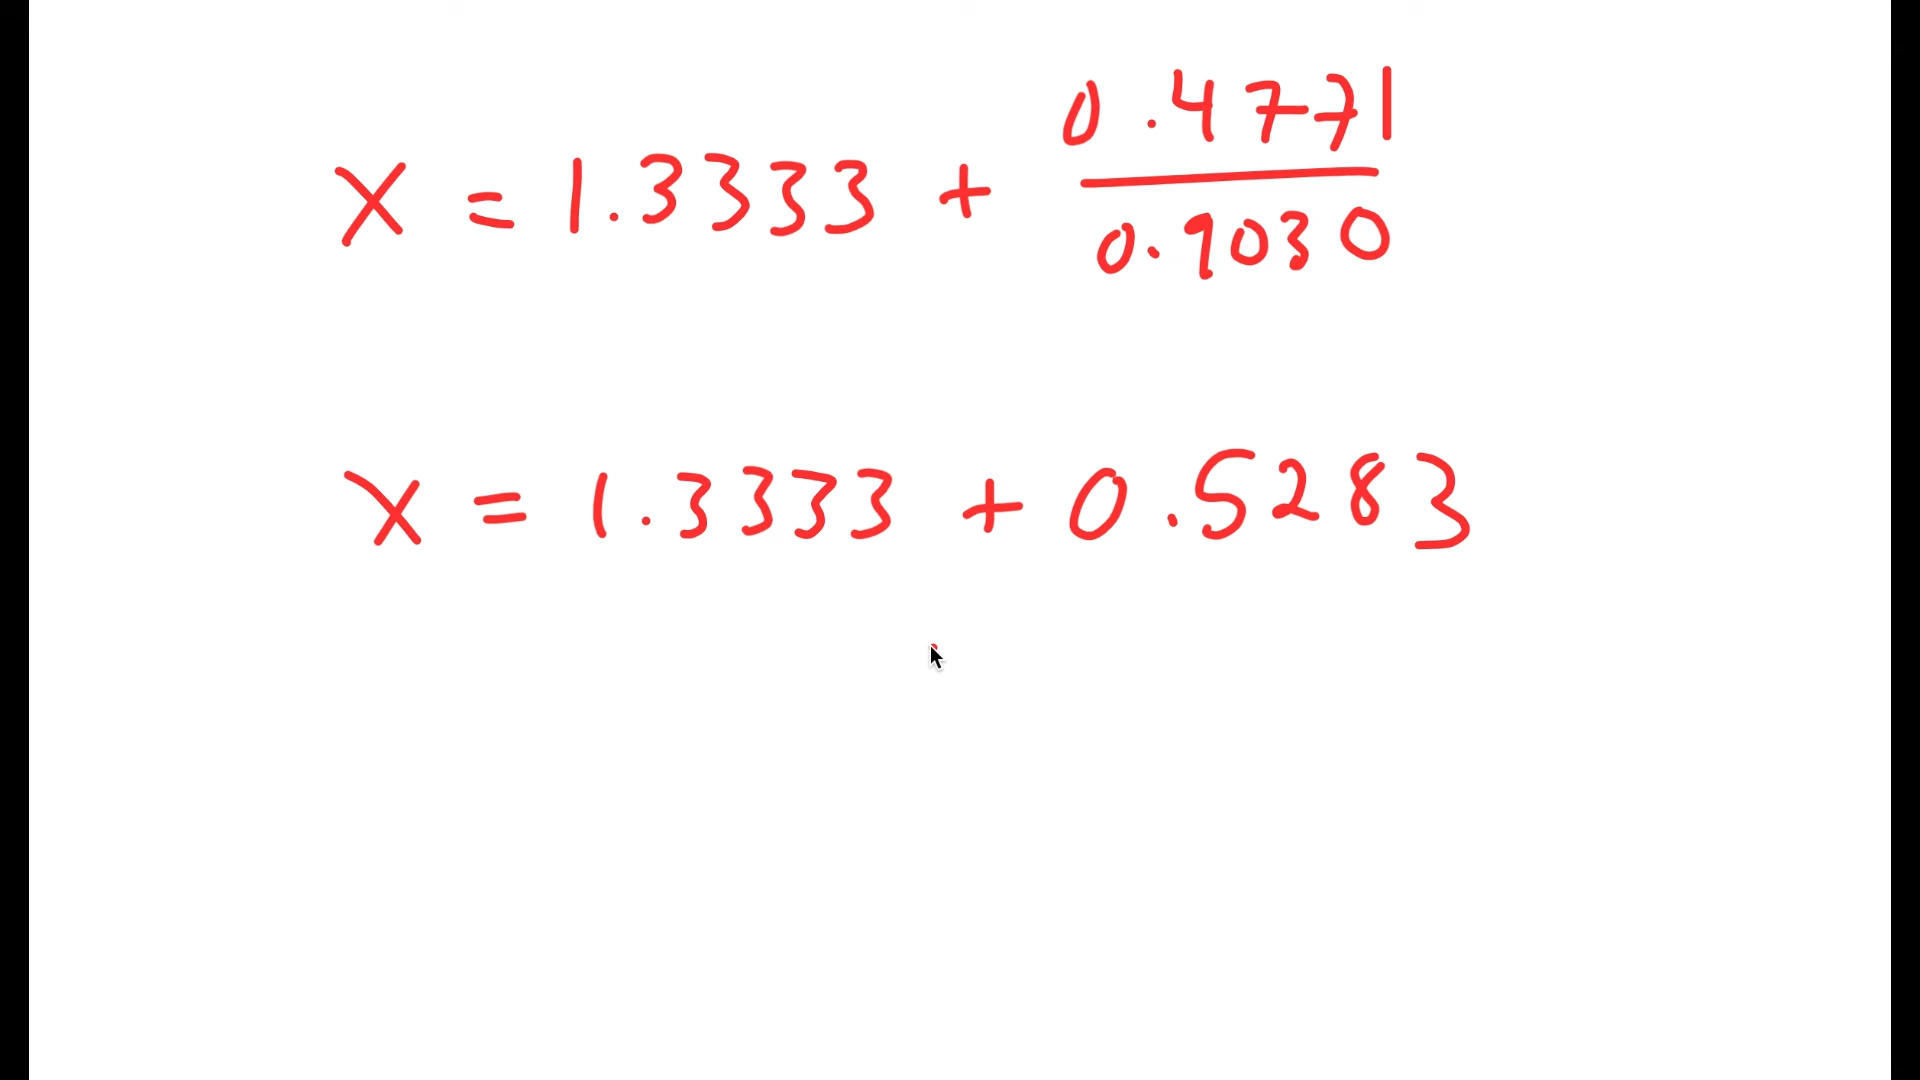 X = 1.3333 + 0.4771 / 0.9030
X = 1.3333 + 0.5283